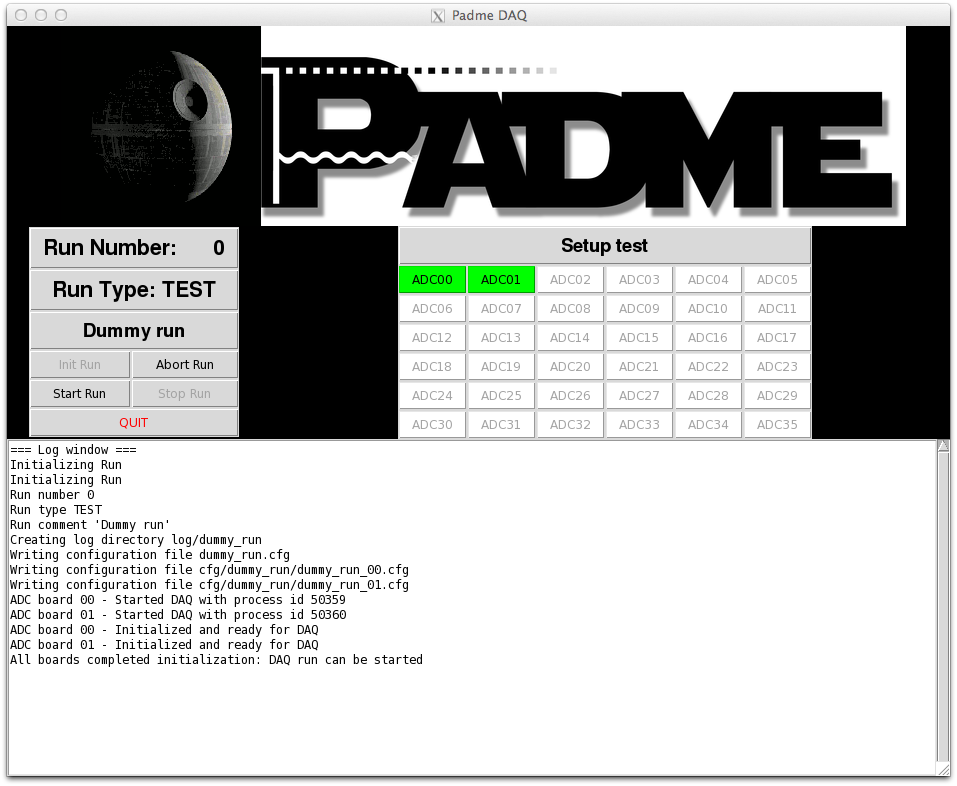 Padme DAQ
PADME
Run Number: 0
Run Type: TEST
Dummy run
Init Run Abort Run
Start Run Stop Run
QUIT
Setup test
ADC00 ADC01 ADC02 ADC03 ADC04 ADC05
ADC06 ADC07 ADC08 ADC09 ADC10 ADC11
ADC12 ADC13 ADC14 ADC15 ADC16 ADC17
ADC18 ADC19 ADC20 ADC21 ADC22 ADC23
ADC24 ADC25 ADC26 ADC27 ADC28 ADC29
ADC30 ADC31 ADC32 ADC33 ADC34 ADC35
=== Log window ===
Initializing Run
Initializing Run
Run number 0
Run type TEST
Run comment 'Dummy run'
Creating log directory log/dummy_run
Writing configuration file dummy_run.cfg
Writing configuration file cfg/dummy_run/dummy_run_00.cfg
Writing configuration file cfg/dummy_run/dummy_run_01.cfg
ADC board 00 - Started DAQ with process id 50359
ADC board 01 - Started DAQ with process id 50360
ADC board 00 - Initialized and ready for DAQ
ADC board 01 - Initialized and ready for DAQ
All boards completed initialization: DAQ run can be started